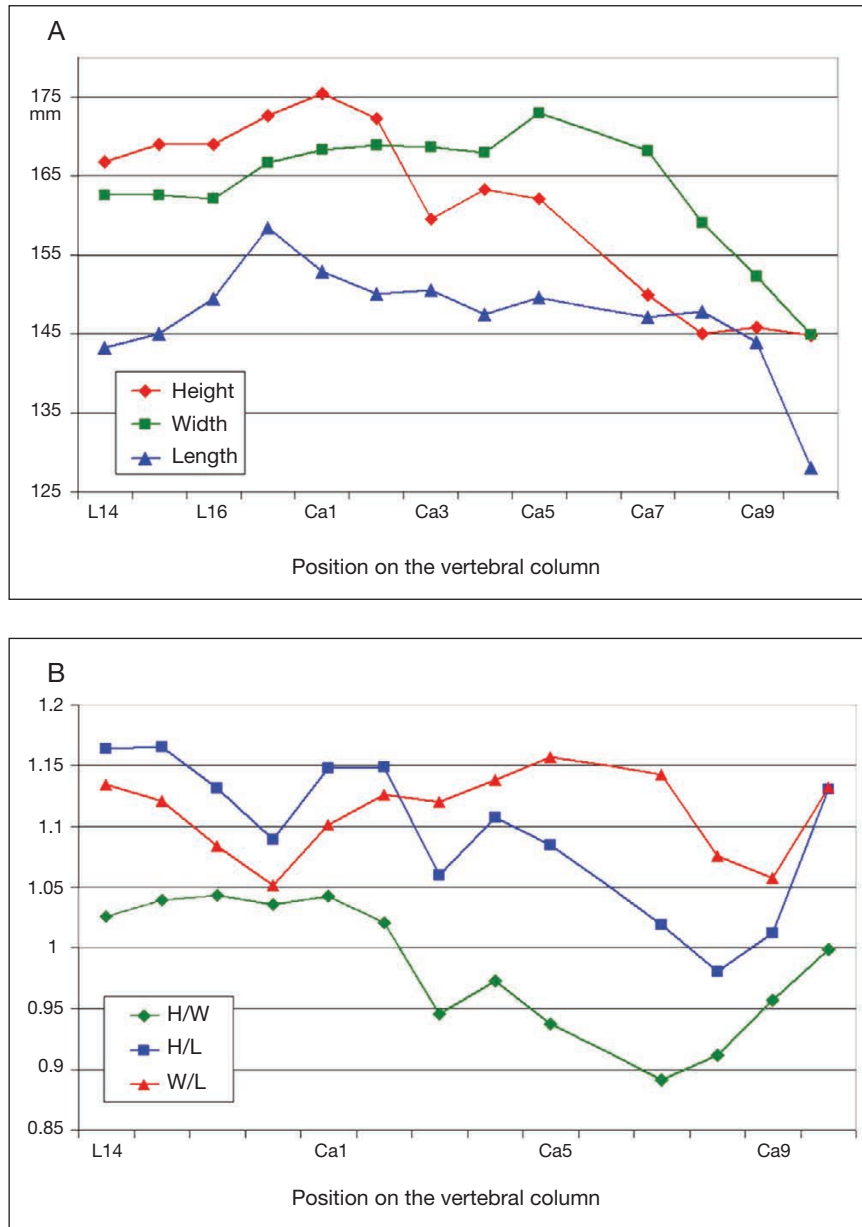 A
175
mm
165
155
145
135
125
Height
Width
Length
L14 L16 Ca1 Ca3 Ca5 Ca7 Ca9
Position on the vertebral column
B
1.2
1.15
1.1
1.05
1
0.95
0.9
0.85
H/W
H/L
W/L
L14 Ca1 Ca5 Ca9
Position on the vertebral column